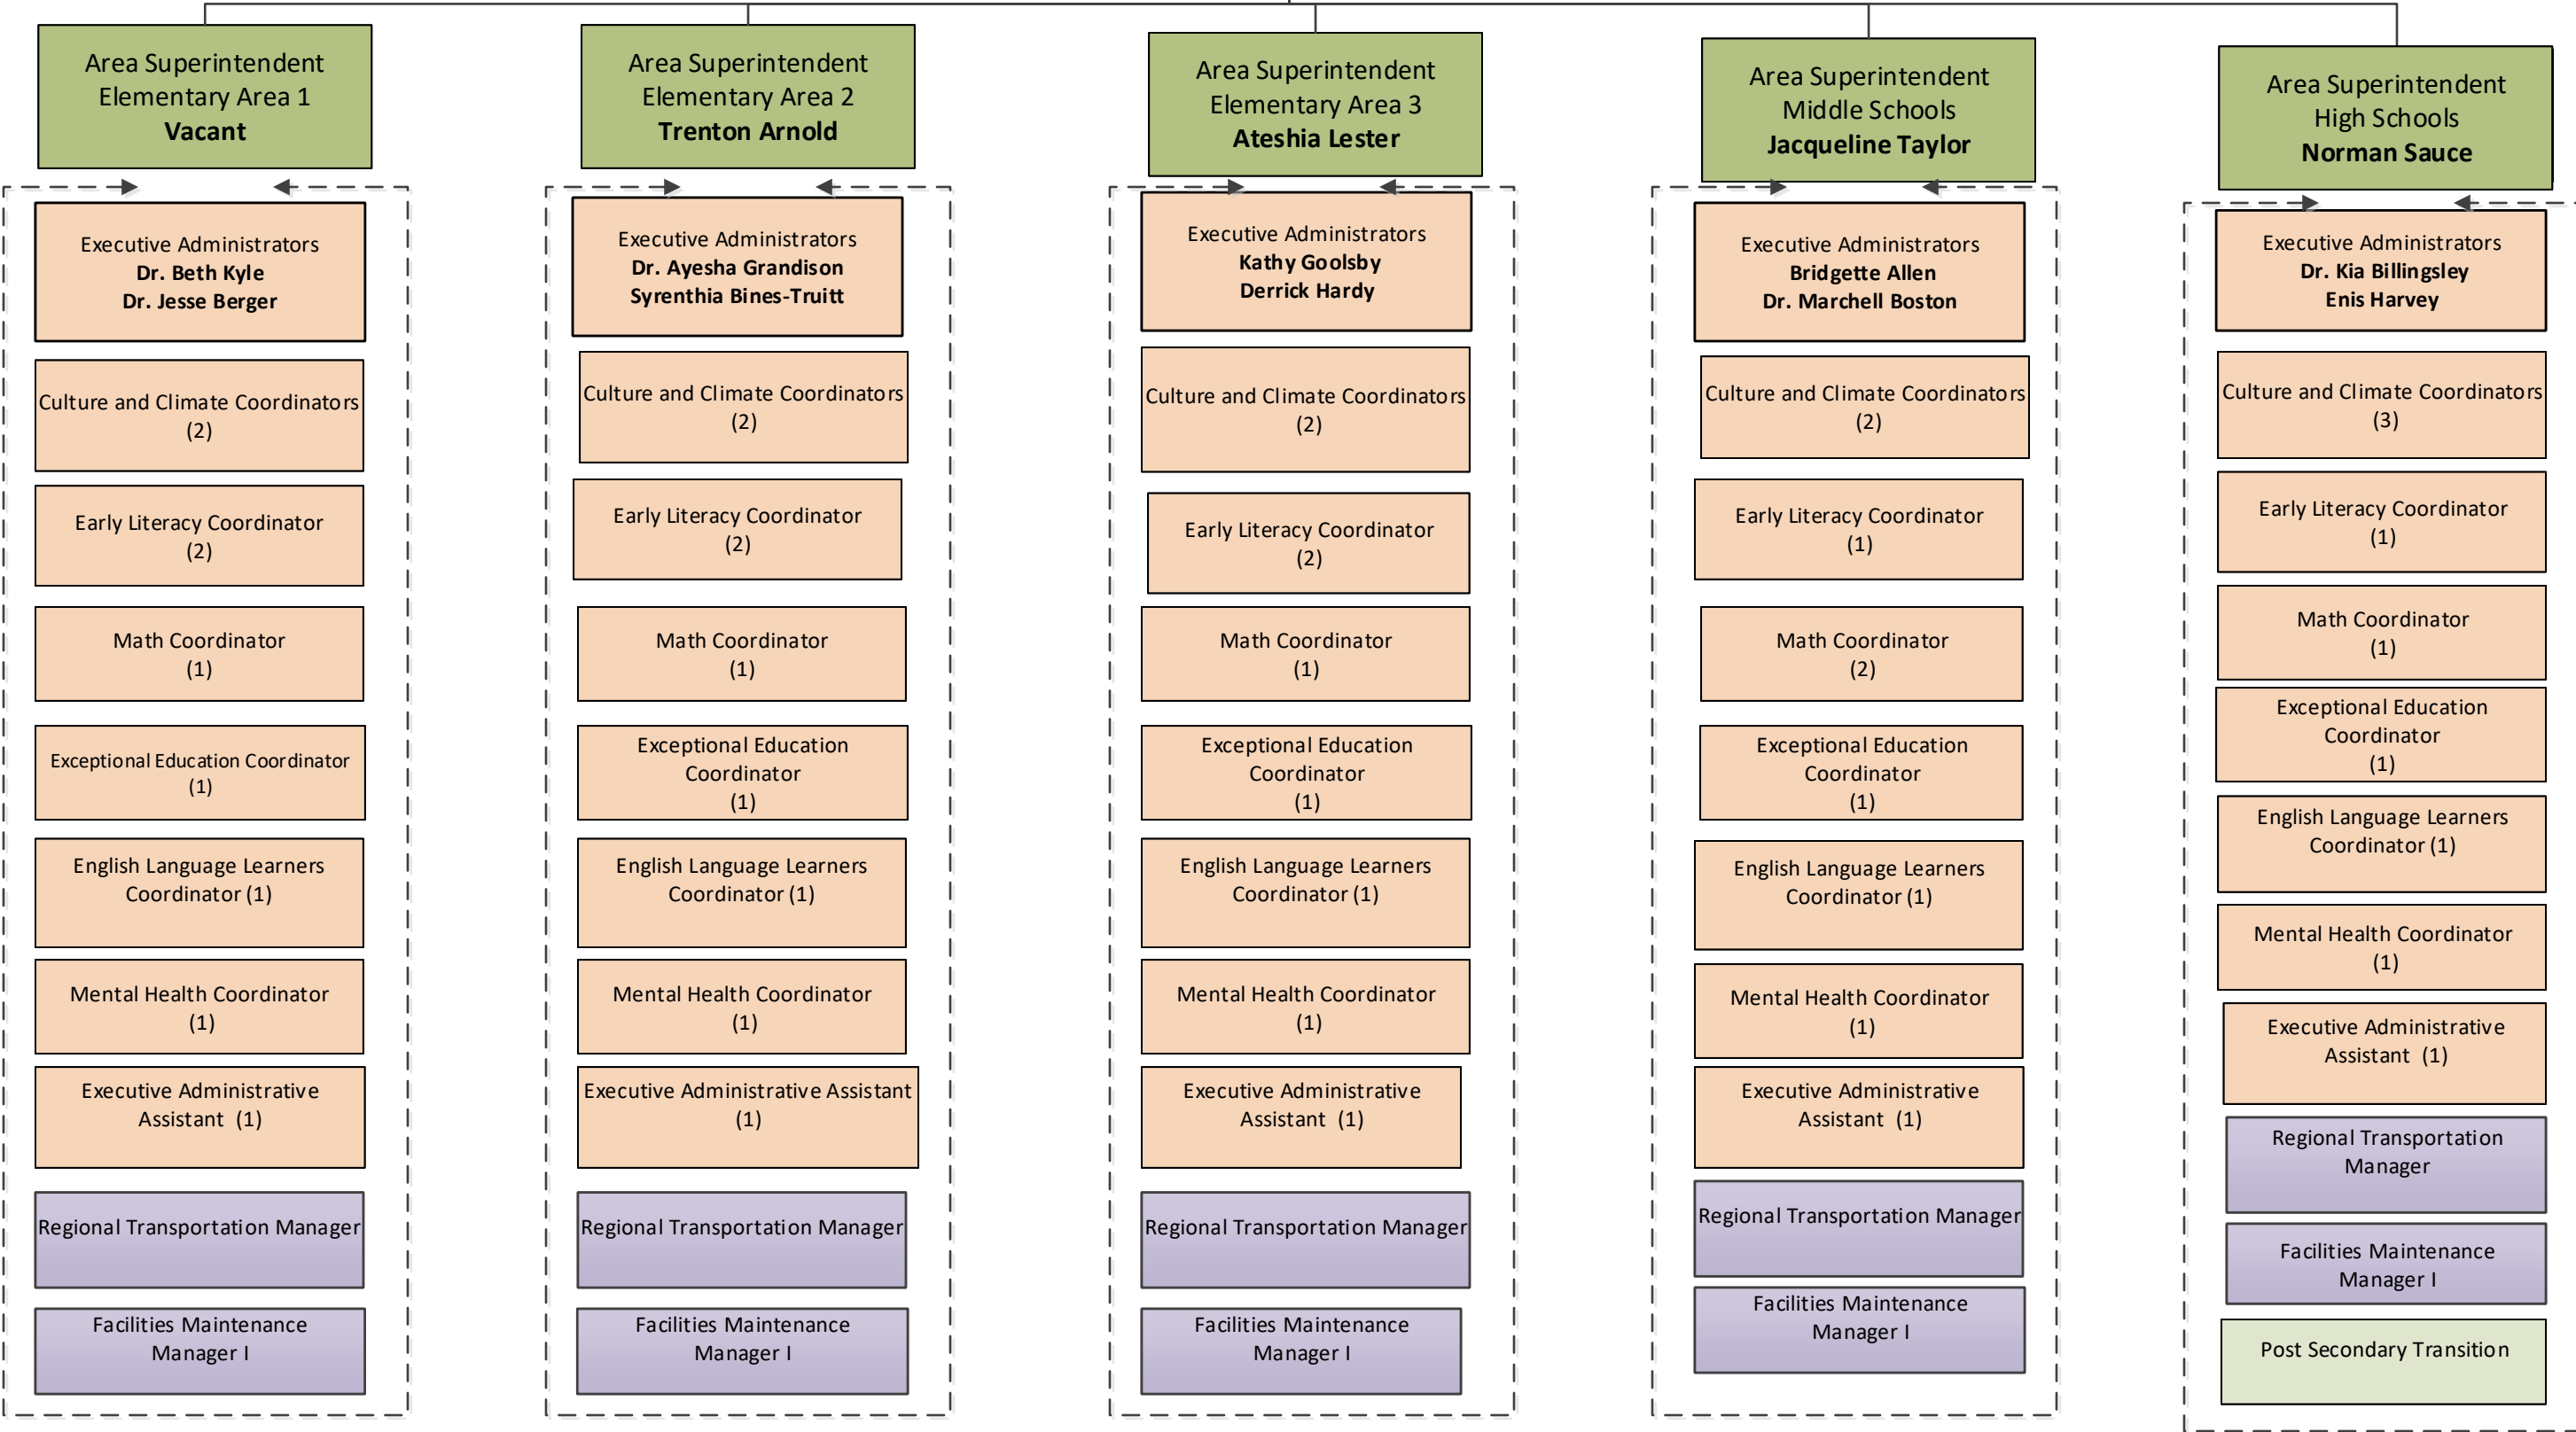 Area Superintendent
Elementary Area 1
Vacant
Executive Administrators
Dr. Beth Kyle
Dr. Jesse Berger
Culture and Climate Coordinators
(2)
Early Literacy Coordinator
(2)
Math Coordinator
(1)
Exceptional Education Coordinator
(1)
English Language Learners
Coordinator (1)
Mental Health Coordinator
(1)
Executive Administrative
Assistant (1)
Regional Transportation Manager
Facilities Maintenance
Manager I
Area Superintendent
Elementary Area 2
Trenton Arnold
Executive Administrators
Dr. Ayesha Grandison
Syrenthia Bines-Truitt
Culture and Climate Coordinators
(2)
Early Literacy Coordinator
(2)
Math Coordinator
(1)
Exceptional Education
Coordinator
(1)
English Language Learners
Coordinator (1)
Mental Health Coordinator
(1)
Executive Administrative Assistant
(1)
Regional Transportation Manager
Facilities Maintenance
Manager I
Area Superintendent
Elementary Area 3
Ateshia Lester
Executive Administrators
Kathy Goolsby
Derrick Hardy
Culture and Climate Coordinators
(2)
Early Literacy Coordinator
(2)
Math Coordinator
(1)
Exceptional Education
Coordinator
(1)
English Language Learners
Coordinator (1)
Mental Health Coordinator
(1)
Executive Administrative
Assistant (1)
Regional Transportation Manager
Facilities Maintenance
Manager I
Area Superintendent
Middle Schools
Jacqueline Taylor
Executive Administrators
Bridgette Allen
Dr. Marchell Boston
Culture and Climate Coordinators
(2)
Early Literacy Coordinator
(1)
Math Coordinator
(2)
Exceptional Education
Coordinator
(1)
English Language Learners
Coordinator (1)
Mental Health Coordinator
(1)
Executive Administrative
Assistant (1)
Regional Transportation Manager
Facilities Maintenance
Manager I
Area Superintendent
High Schools
Norman Sauce
Executive Administrators
Dr. Kia Billingsley
Enis Harvey
Culture and Climate Coordinators
(3)
Early Literacy Coordinator
(1)
Math Coordinator
(1)
Exceptional Education
Coordinator
(1)
English Language Learners
Coordinator (1)
Mental Health Coordinator
(1)
Executive Administrative
Assistant (1)
Regional Transportation
Manager
Facilities Maintenance
Manager I
Post Secondary Transition